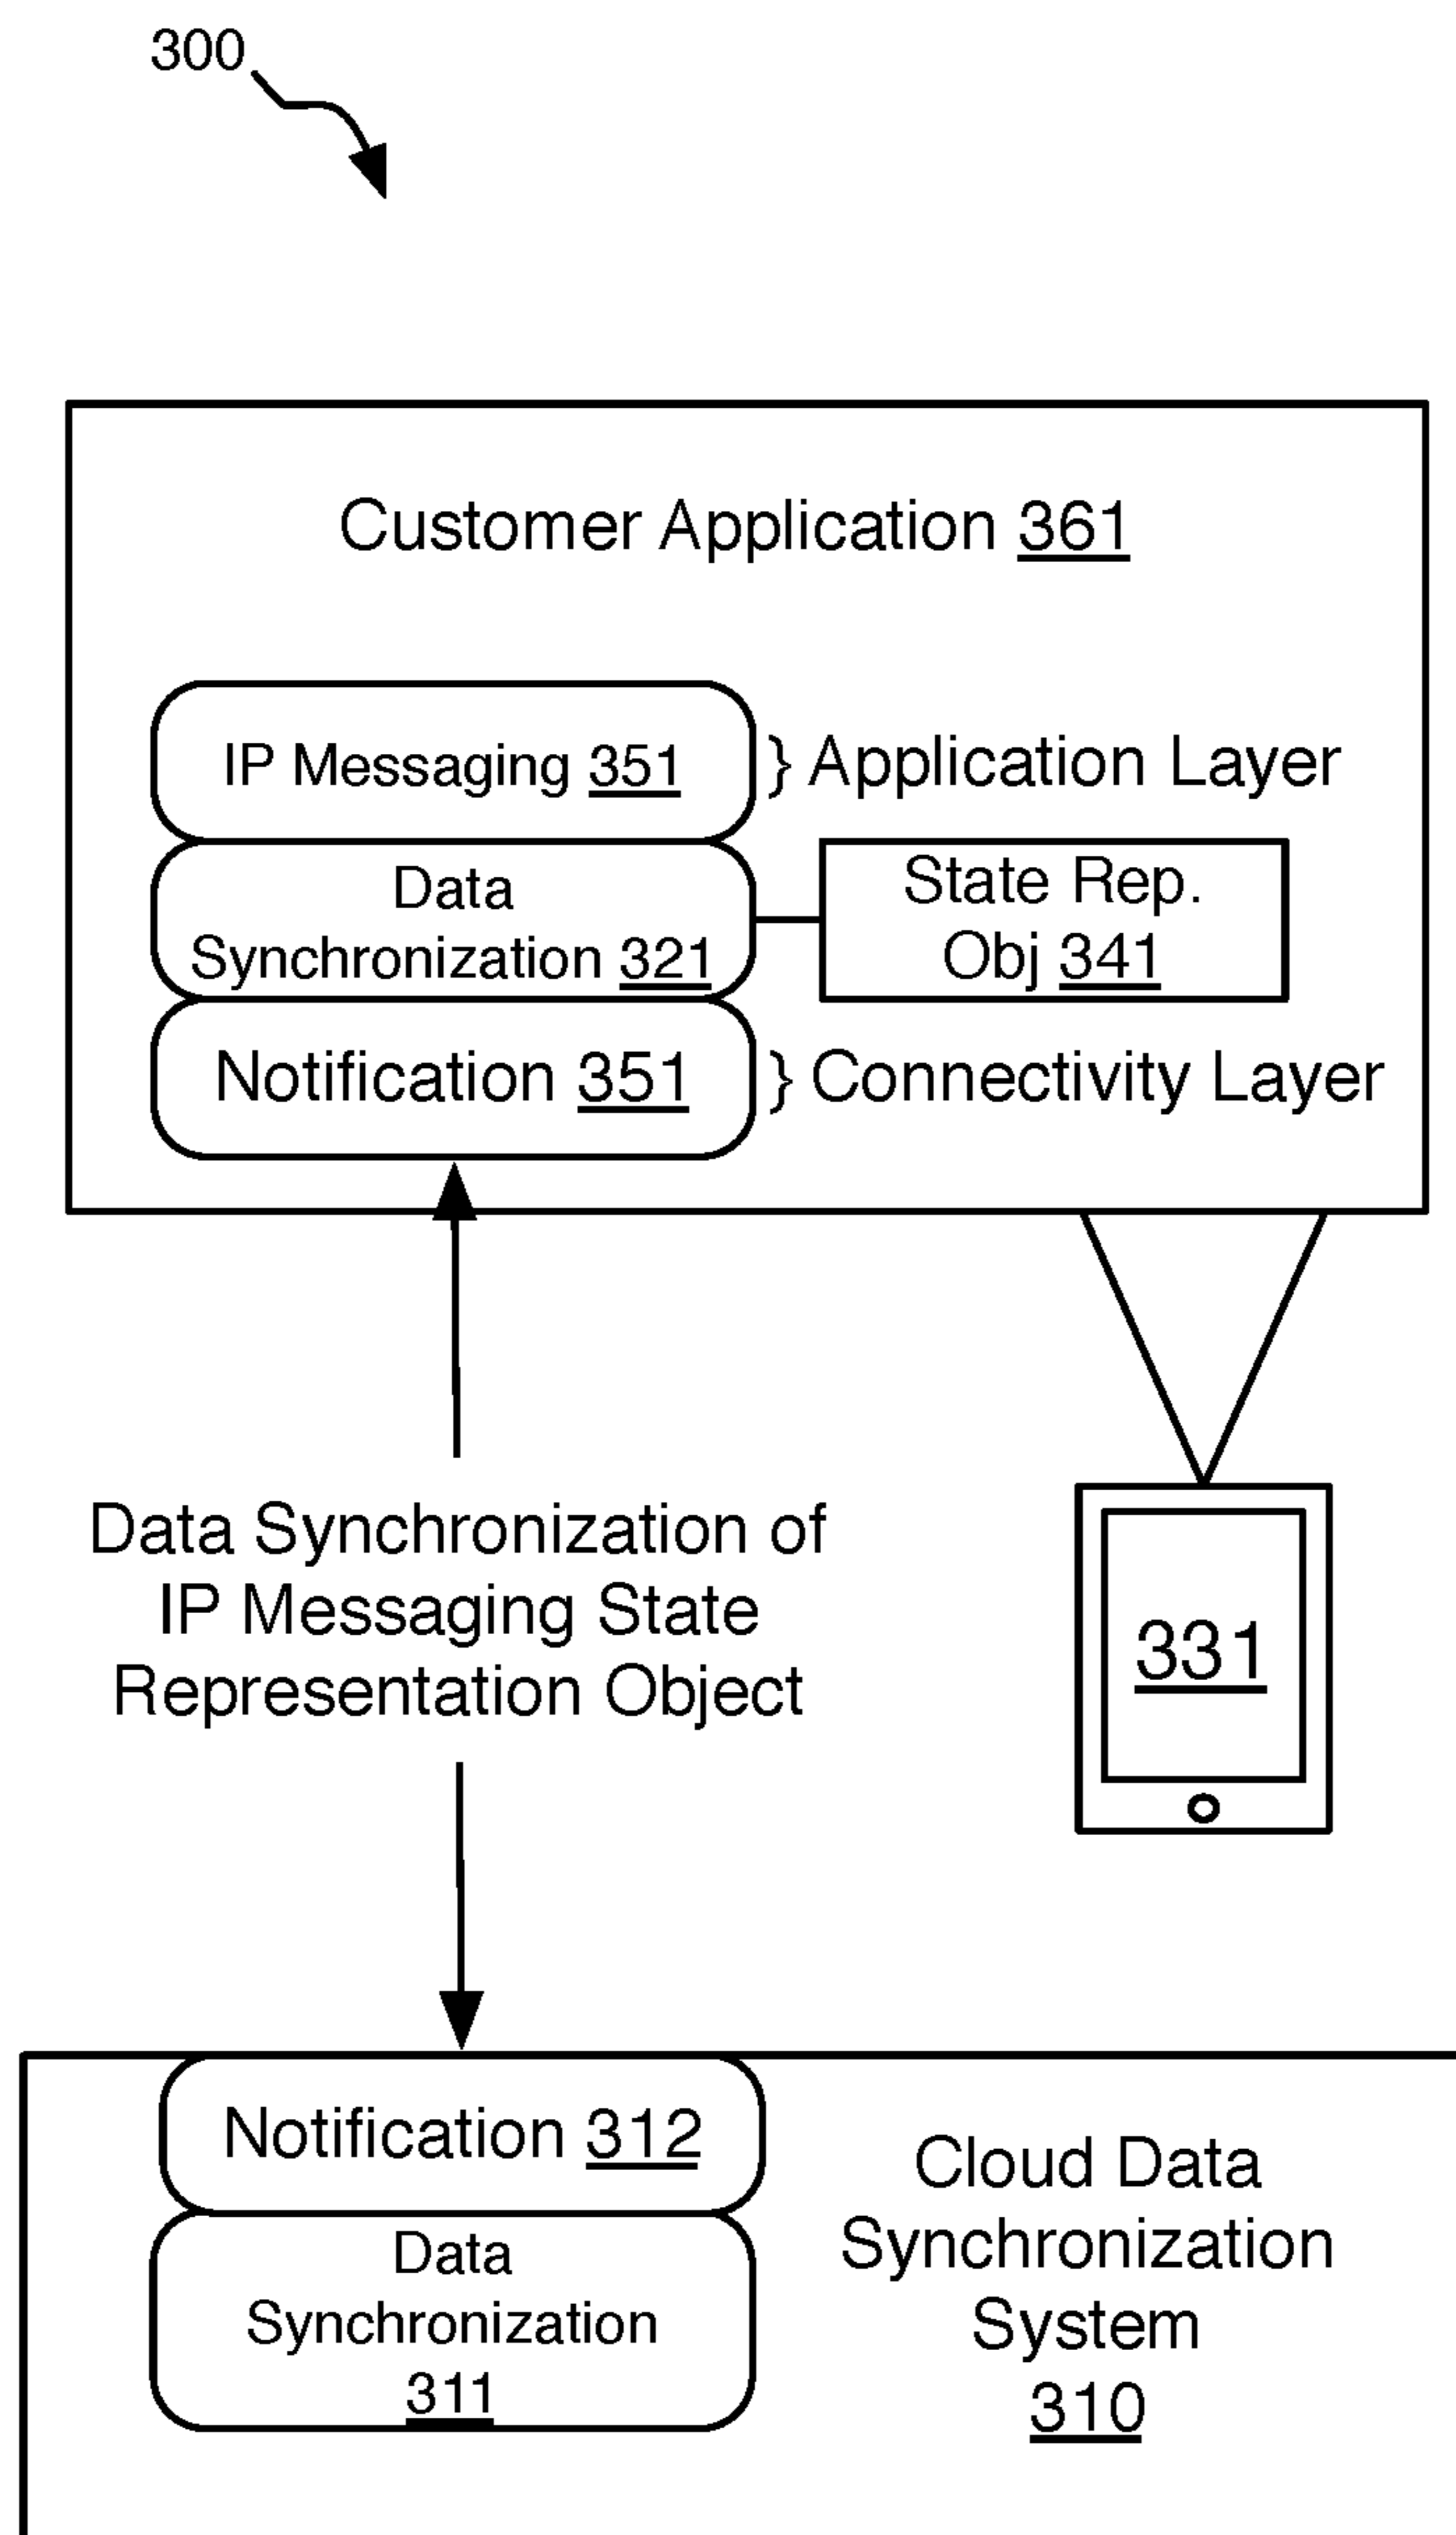 300
Customer Application 361
IP Messaging 351
} Application Layer
Data
Synchronization 321
State Rep.
Obj 341
Notification 351
} Connectivity Layer
Data Synchronization of
IP Messaging State
Representation Object
331
Notification 312
Data
Synchronization
311
Cloud Data
Synchronization
System
310